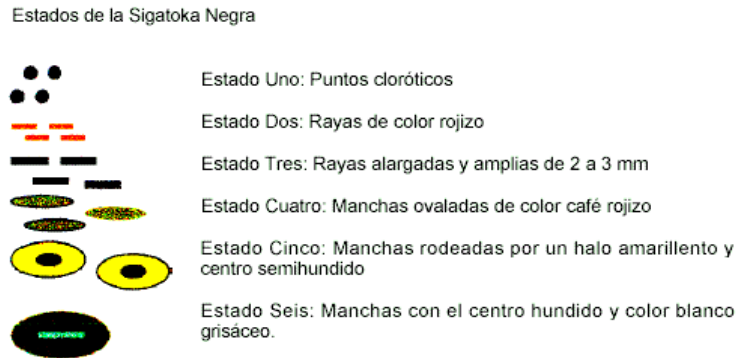 Estados de la Sigatoka Negra
Estado Uno: Puntos cloróticos
Estado Dos: Rayas de color rojizo
Estado Tres: Rayas alargadas y amplias de 2 a 3 mm
Estado Cuatro: Manchas ovaladas de color café rojizo
Estado Cinco: Manchas rodeadas por un halo amarillento y
centro semihundido
Estado Seis: Manchas con el centro hundido y color blanco
grisáceo.